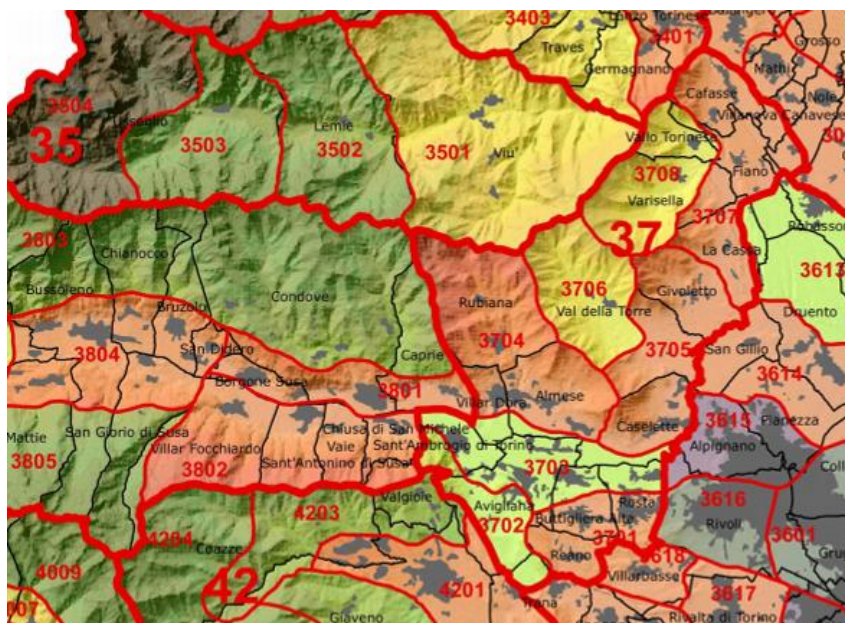 3403
Lanzo Torinese
3401
Grosso
Traves
Mathi
Germagnano
3504
Cafasse
Nole
Lemie
Villanova Canavese
35
3503
3502
3501
Viu'
Vallo Torinese
3708
Fiano
Varisella
3803
37
3707
Chianocco
La Cassa
3613
Bussoleno
Condove
3706
Givoletto
Bruzolo
Rubiana
Val della Torre
Druento
3804
San Didero
3704
3705
San Gillio
Caprie
3614
Borgone Susa
3801
Almese
Villar Dora
Caselette
3615
Pianezza
Mattie
San Giorio di Susa
Chiusa di San Michele
Villar Focchiardo
Vaie
Sant'Ambrogio di Torino
Alpignano
3805
3802
Sant'Antonino di Susa
3703
Valgioie
Avigliana
Rosta
3616
4203
3702
Buttigliera Alta
Rivoli
4204
Coazze
3701
3601
Reano
4009
42
Villarbasse
3617
4201
Trana
Giaveno
Rivalta di Torino